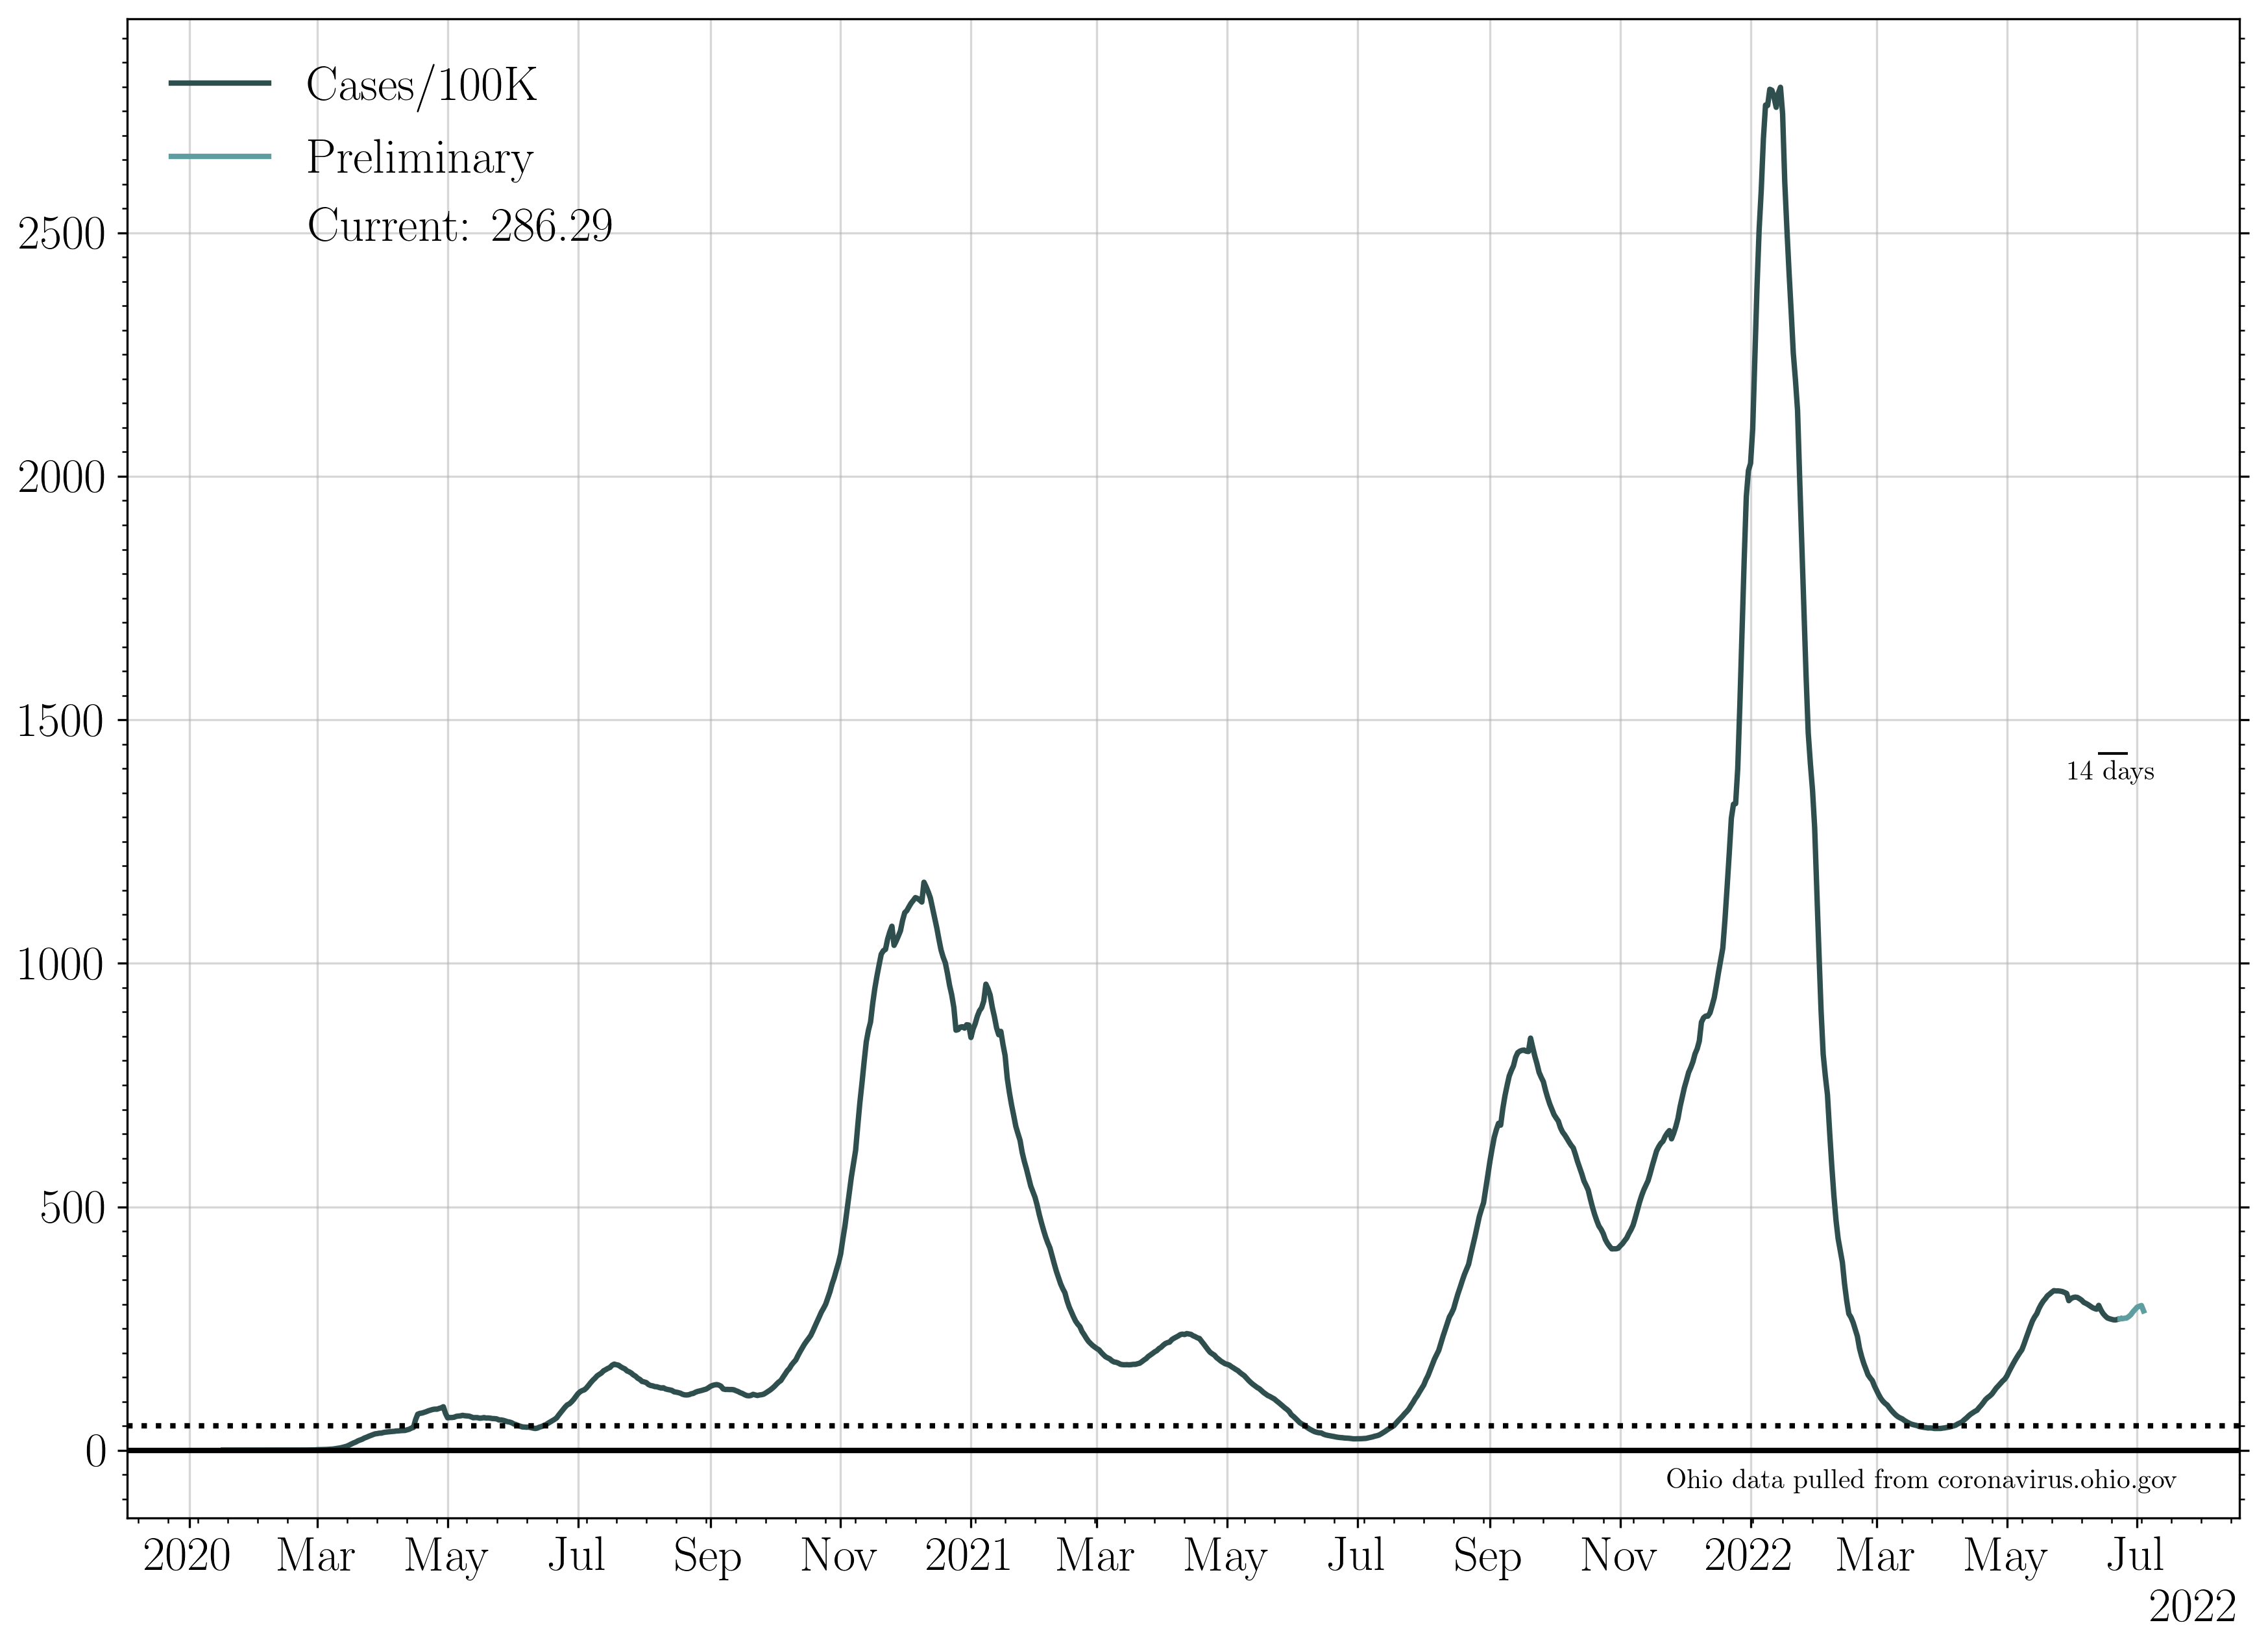 Cases/100K
Preliminary
Current: 286.29
2500
2000
1500
14 days
1000
500
0
Ohio data pulled from coronavirus.ohio.gov
2020 Mar May Jul Sep Nov 2021 Mar May Jul Sep Nov 2022 Mar May Jul
2022